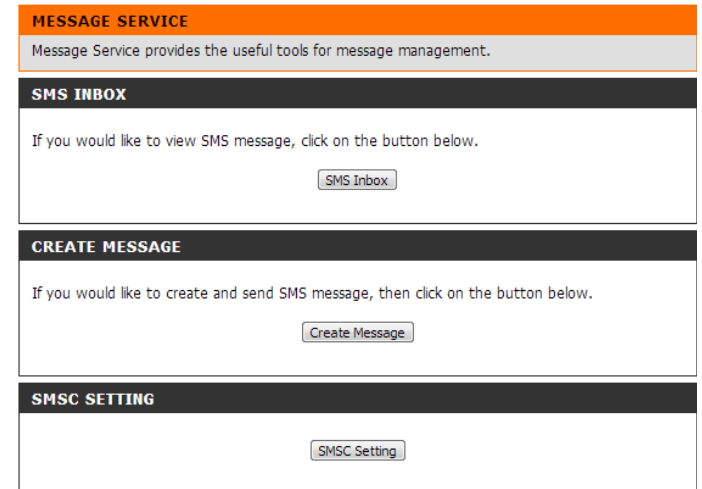 MESSAGE SERVICE
Message Service provides the useful tools for message management.
SMS INBOX
If you would like to view SMS message, click on the button below.
SMS Inbox
CREATE MESSAGE
If you would like to create and send SMS message, then click on the button below.
Create Message
SMSC SETTING
SMSC Setting